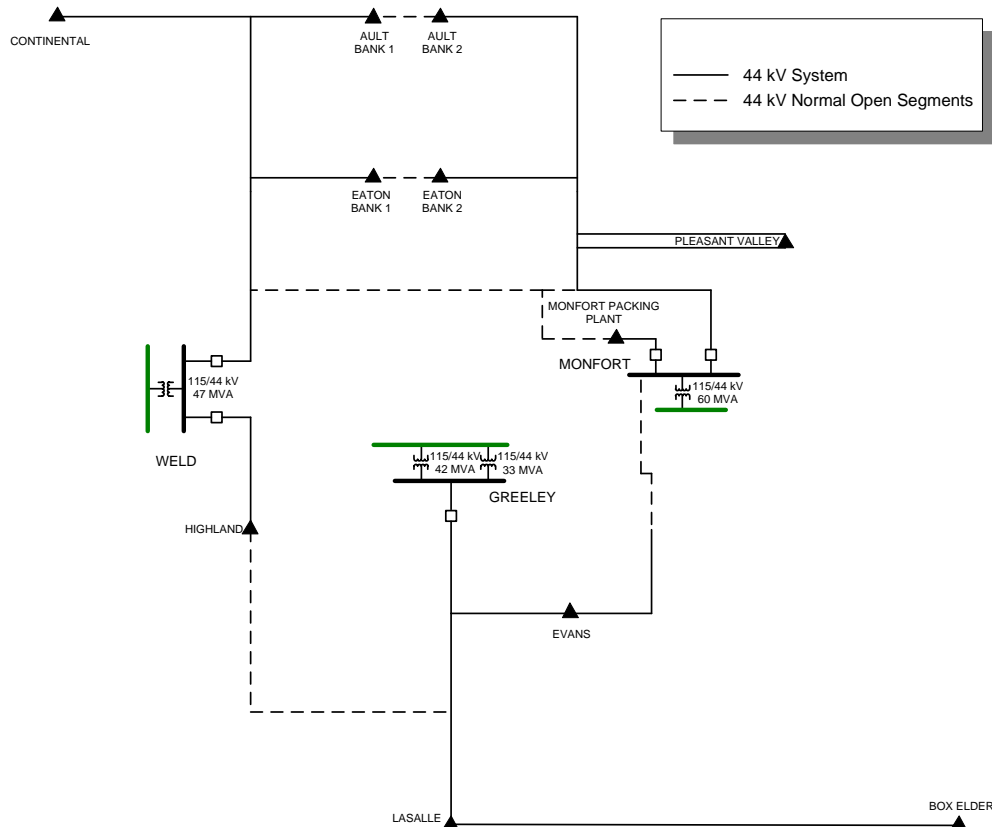 CONTINENTAL
AULT
BANK 1
AULT
BANK 2
44 kV System
44 kV Normal Open Segments
EATON
BANK 1
EATON
BANK 2
PLEASANT VALLEY
MONFORT PACKING
PLANT
MONFORT
115/44 kV
60 MVA
115/44 kV
47 MVA
WELD
115/44 kV
42 MVA
115/44 kV
33 MVA
GREELEY
HIGHLAND
EVANS
LASALLE
BOX ELDER